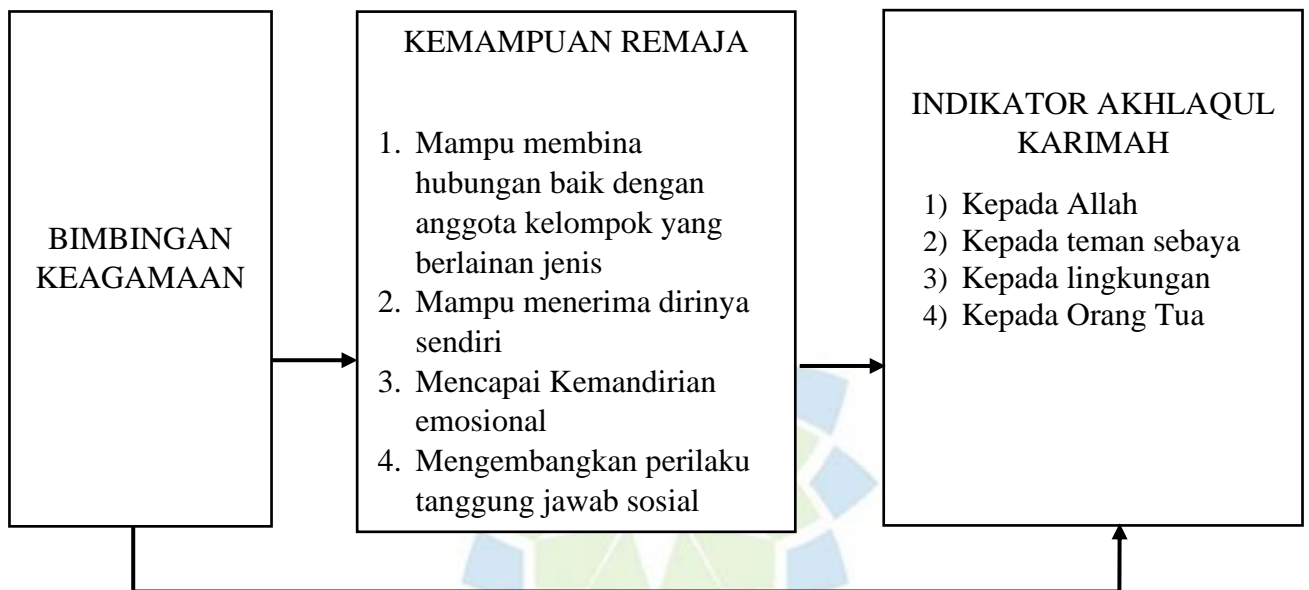 BIMBINGAN
KEAGAMAAN
KEMAMPUAN REMAJA
1. Mampu membina
hubungan baik dengan
anggota kelompok yang
berlainan jenis
2. Mampu menerima dirinya
sendiri
3. Mencapai Kemandirian
emosional
4. Mengembangkan perilaku
tanggung jawab sosial
INDIKATOR AKHLAQUL
KARIMAH
1) Kepada Allah
2) Kepada teman sebaya
3) Kepada lingkungan
4) Kepada Orang Tua